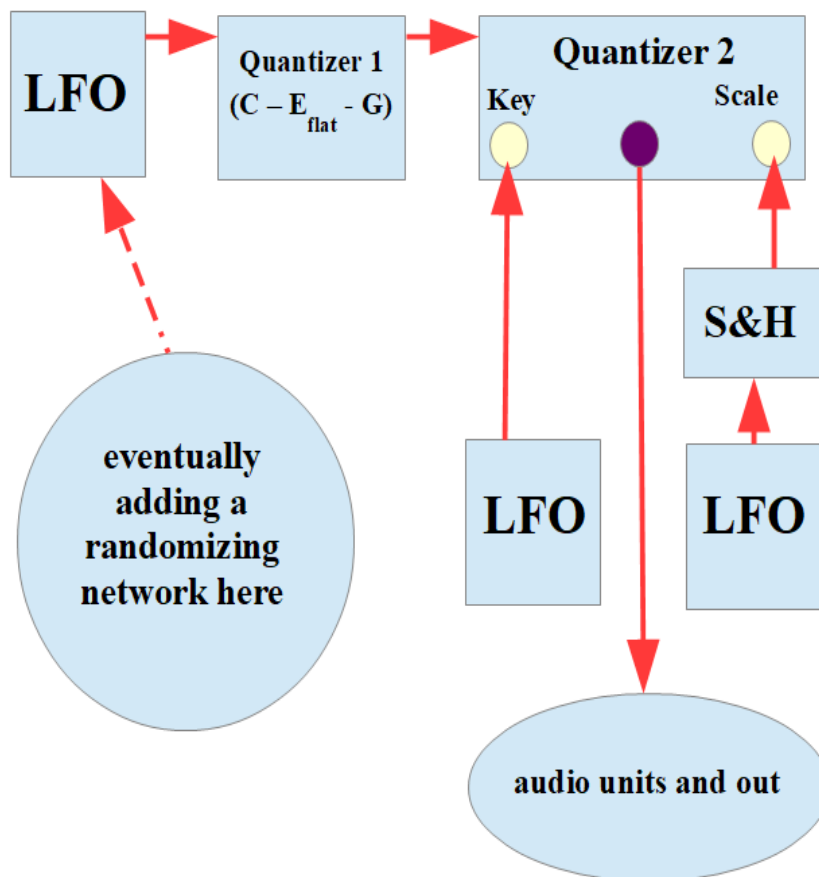 LFO
Quantizer 1
(C – E flat - G)
Quantizer 2
Key
Scale
S&H
eventually
adding a
randomizing
network here
LFO
LFO
audio units and out